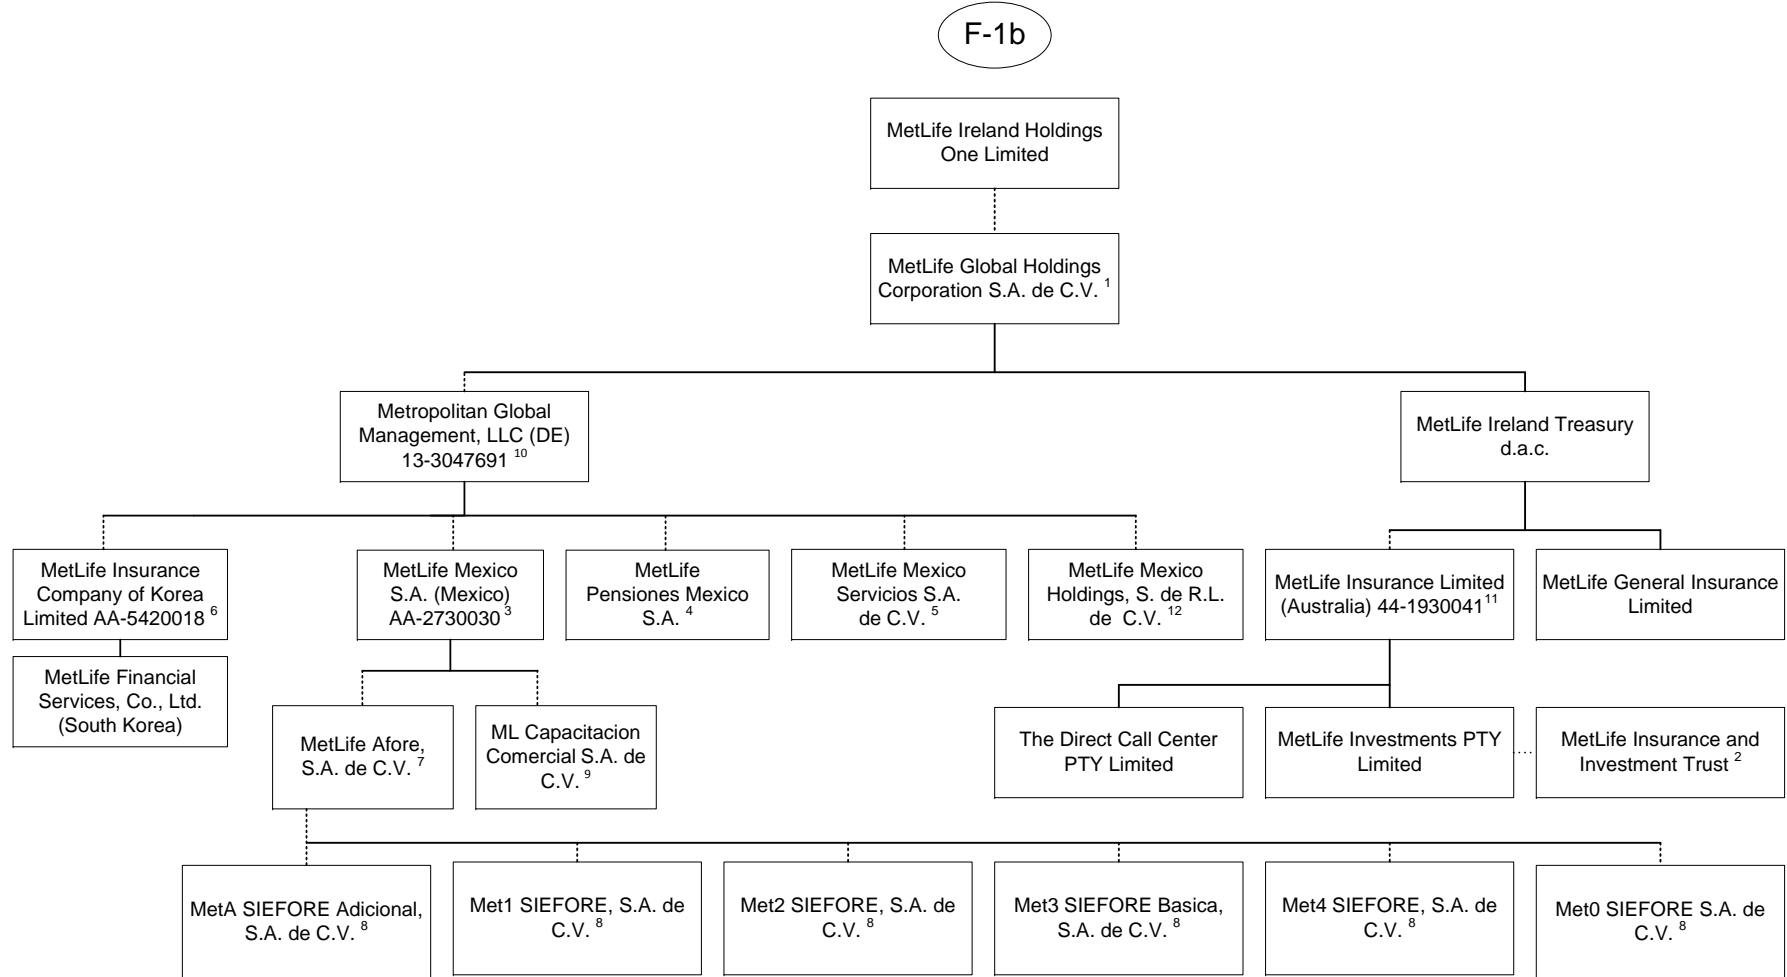 F-1b
MetLife Ireland Holdings
One Limited
MetLife Global Holdings
Corporation S.A. de C.V. 1
Metropolitan Global
Management, LLC (DE)
13-3047691 10
MetLife Ireland Treasury
d.a.c.
MetLife Insurance
Company of Korea
Limited AA-5420018 6
MetLife Mexico
S.A. (Mexico)
AA-2730030 3
MetLife
Pensiones Mexico
S.A. 4
MetLife Mexico
Servicios S.A.
de C.V. 5
MetLife Mexico
Holdings, S. de R.L.
de C.V. 12
MetLife Insurance Limited
(Australia) 44-1930041 11
MetLife General Insurance
Limited
MetLife Financial
Services, Co., Ltd.
(South Korea)
MetLife Afore,
S.A. de C.V. 7
ML Capacitacion
Comercial S.A. de
C.V. 9
The Direct Call Center
PTY Limited
MetLife Investments PTY
Limited
MetLife Insurance and
Investment Trust 2
MetA SIEFORE Adicional,
S.A. de C.V. 8
Met1 SIEFORE, S.A. de
C.V. 8
Met2 SIEFORE, S.A. de
C.V. 8
Met3 SIEFORE Basica,
S.A. de C.V. 8
Met4 SIEFORE, S.A. de
C.V. 8
Met0 SIEFORE S.A. de
C.V. 8